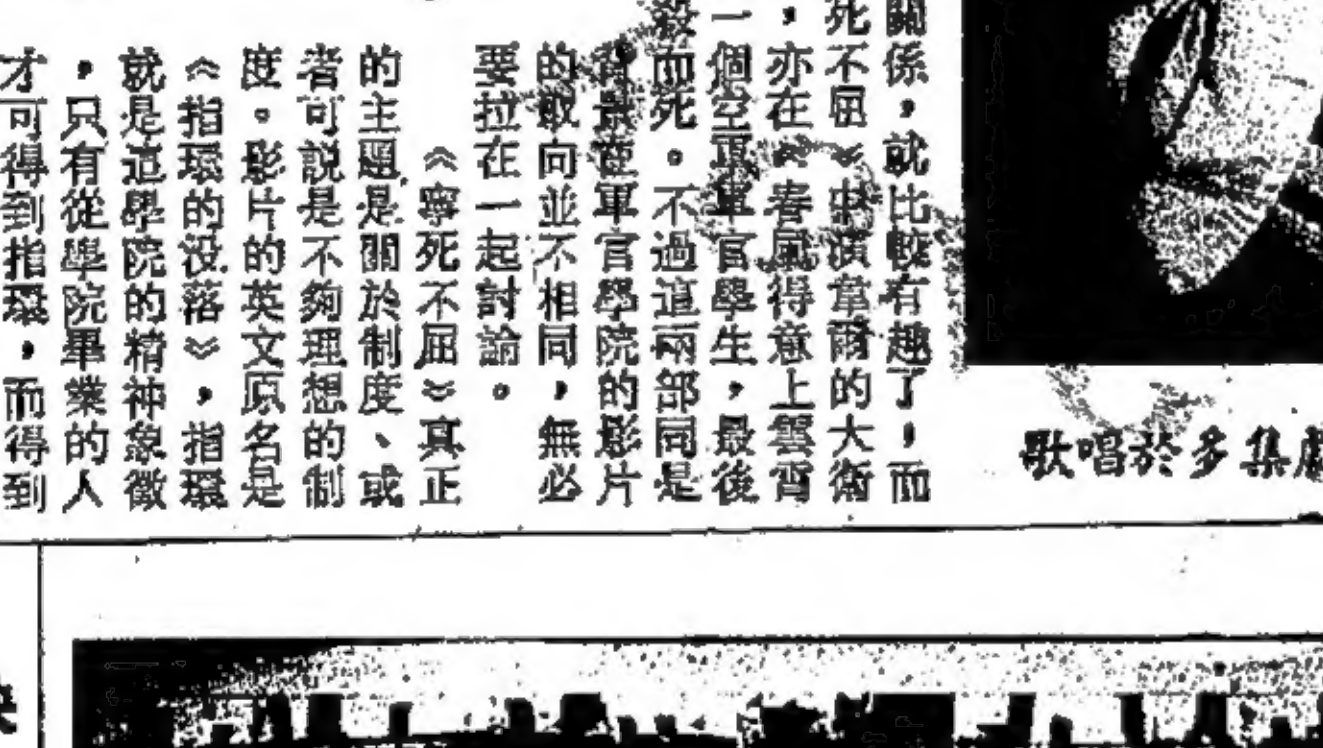 關係，就比較有趣了，而
死不屈》中演韋爾的大衛
，亦在《春風得意上雲霄
一個空軍軍官學生，最後
殺而死。不過這兩部同是
背景在軍官學院的影片
的取向並不相同，無必
要拉在一起討論。
《寧死不屈》真正
的主題是關於制度、或
者可說是不夠理想的制
度。影片的英文原名是
《指環的没落》，指環
就是這學院的精神象徵
，只有從學院畢業的人
才可得到指環，而得到
歌唱於多集